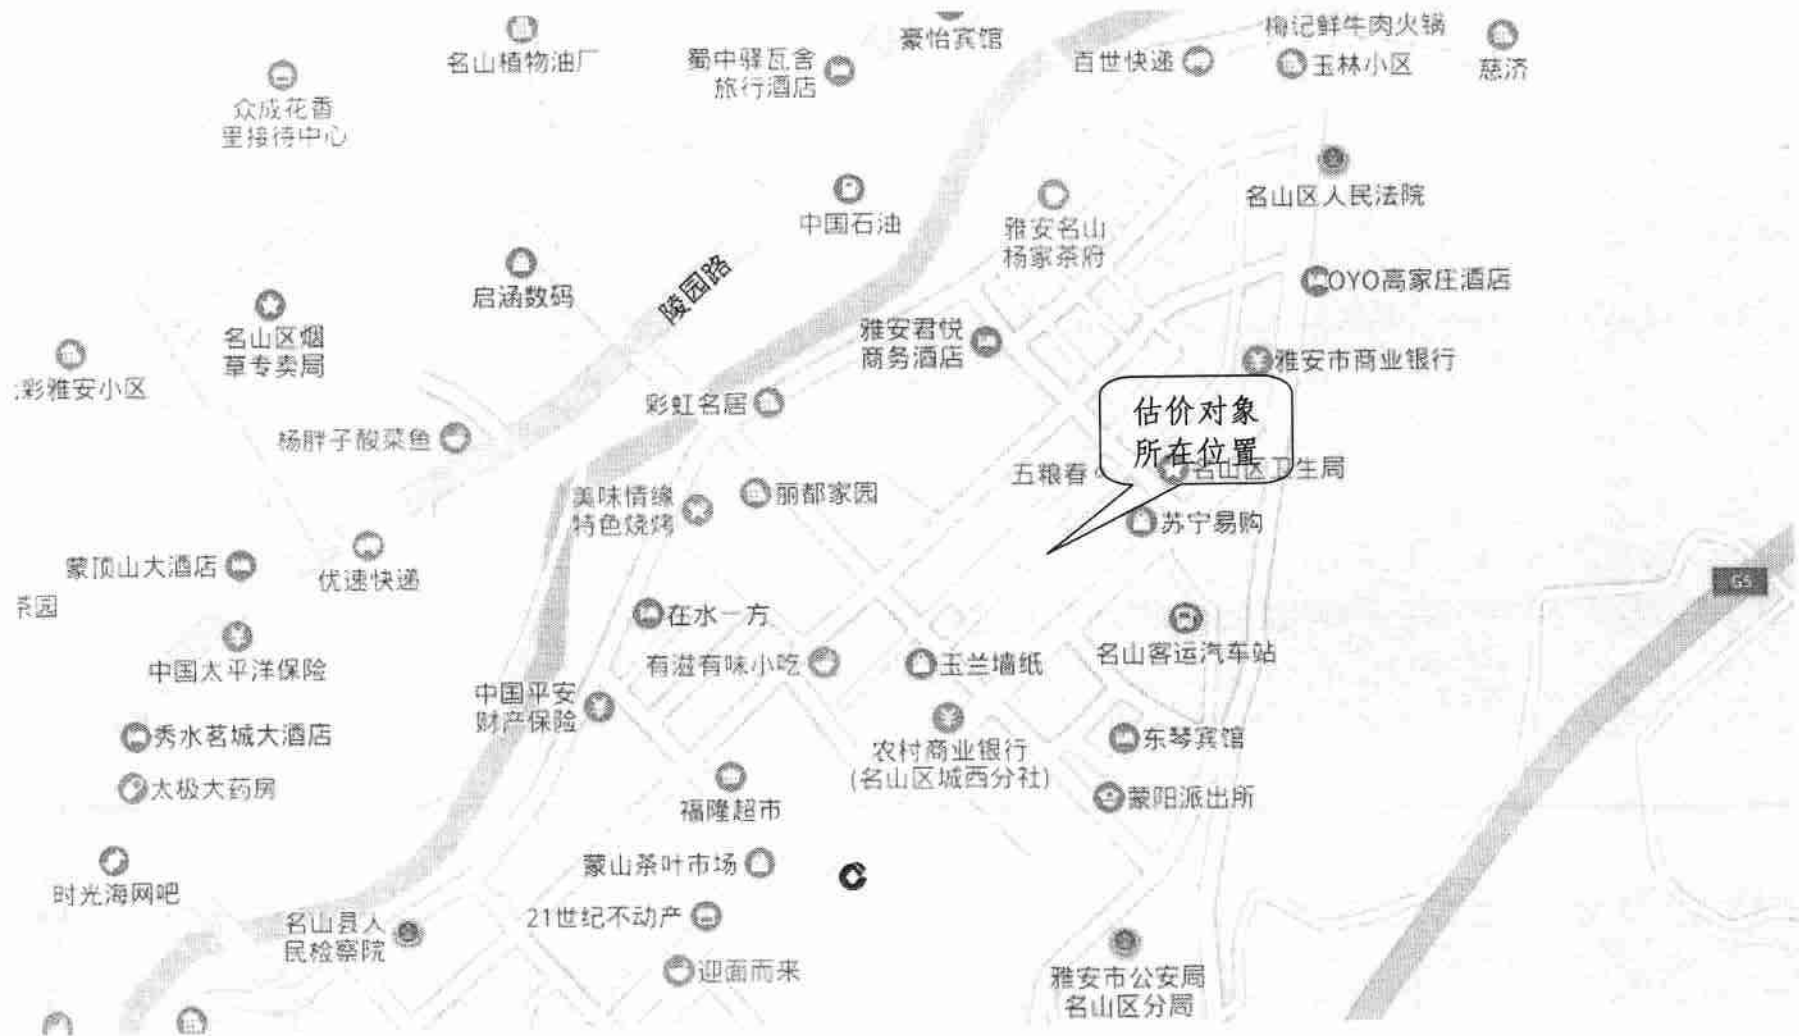 豪怡宾馆
梅记鲜牛肉火锅
名山植物油厂
蜀中驿瓦舍
旅行酒店
百世快递
玉林小区
慈济
众成花香
里接待中心
名山区人民法院
中国石油
雅安名山
杨家茶府
启涵数码
陵园路
OYO高家庄酒店
名山区烟
草专卖局
雅安君悦
商务酒店
雅安市商业银行
彩雅安小区
彩虹名居
估价对象
所在位置
杨胖子酸菜鱼
五粮春
名山区卫生局
美味情缘
特色烧烤
丽都家园
苏宁易购
蒙顶山大酒店
优速快递
G5
茶园
在水一方
中国太平洋保险
有滋有味小吃
玉兰墙纸
名山客运汽车站
中国平安
财产保险
秀水茗城大酒店
农村商业银行
(名山区城西分社)
东琴宾馆
太极大药房
福隆超市
蒙阳派出所
蒙山茶叶市场
时光海网吧
21世纪不动产
名山县人
民检察院
迎面而来
雅安市公安局
名山区分局